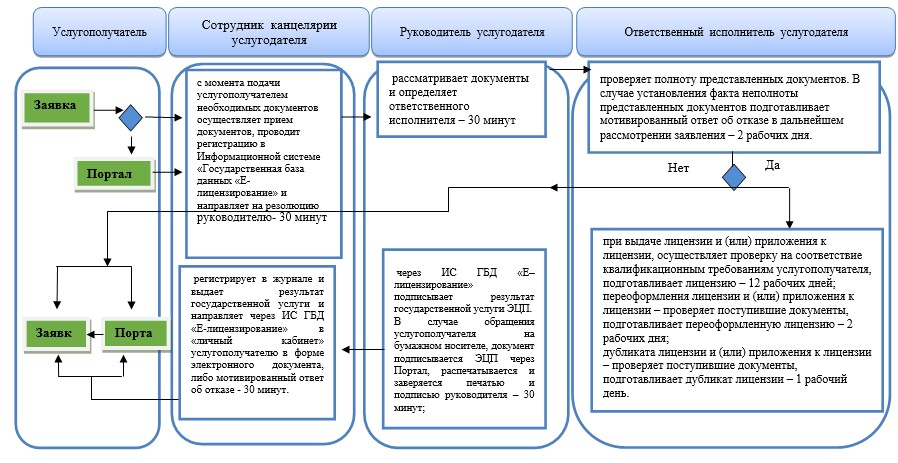 Услугополучатель
Сотрудник канцелярии
услугодателя
Руководитель услугодателя
Ответственный исполнитель услугодателя
Заявка
Портал
с момента подачи
услугополучателем
необходимых документов
осуществляет прием
документов, проводит
регистрацию в
Информационной системе
«Государственная база
данных «Е-
лицензирование» и
направляет на резолюцию
руководителю- 30 минут
рассматривает документы
и определяет
ответственного
исполнителя – 30 минут
проверяет полноту представленных документов. В
случае установления факта неполноты
представленных документов подготавливает
мотивированный ответ об отказе в дальнейшем
рассмотрении заявления – 2 рабочих дня.
Нет
Да
при выдаче лицензии и (или) приложения к
лицензии, осуществляет проверку на соответствие
квалификационным требованиям услугополучателя,
подготавливает лицензию – 12 рабочих дней;
переоформления лицензии и (или) приложения к
лицензии – проверяет поступившие документы,
подготавливает переоформленную лицензию – 2
рабочих дня;
дубликата лицензии и (или) приложения к лицензии
– проверяет поступившие документы,
подготавливает дубликат лицензии – 1 рабочий
день.
через ИС ГБД «Е–
лицензирование»
подписывает результат
государственной услуги ЭЦП.
В случае обращения
услугополучателя на
бумажном носителе, документ
подписывается ЭЦП через
Портал, распечатывается и
заверяется печатью и
подписью руководителя – 30
минут;
регистрирует в журнале и
выдает результат
государственной услуги и
направляет через ИС ГБД
«Е-лицензирование» в
«личный кабинет»
услугополучателю в форме
электронного документа,
либо мотивированный ответ
об отказе - 30 минут.
Заявк
Порта